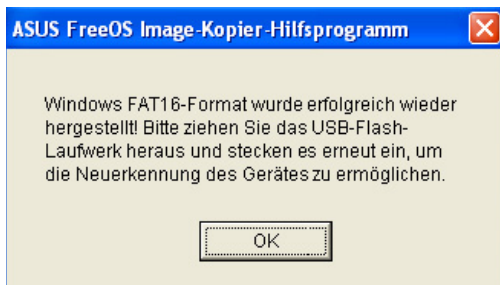 ASUS FreeOS Image-Kopier-Hilfsprogramm
Windows FAT16-Format wurde erfolgreich wieder
hergestellt! Bitte ziehen Sie das USB-Flash-
Laufwerk heraus und stecken es erneut ein, um
die Neuerkennung des Gerätes zu ermöglichen.
OK